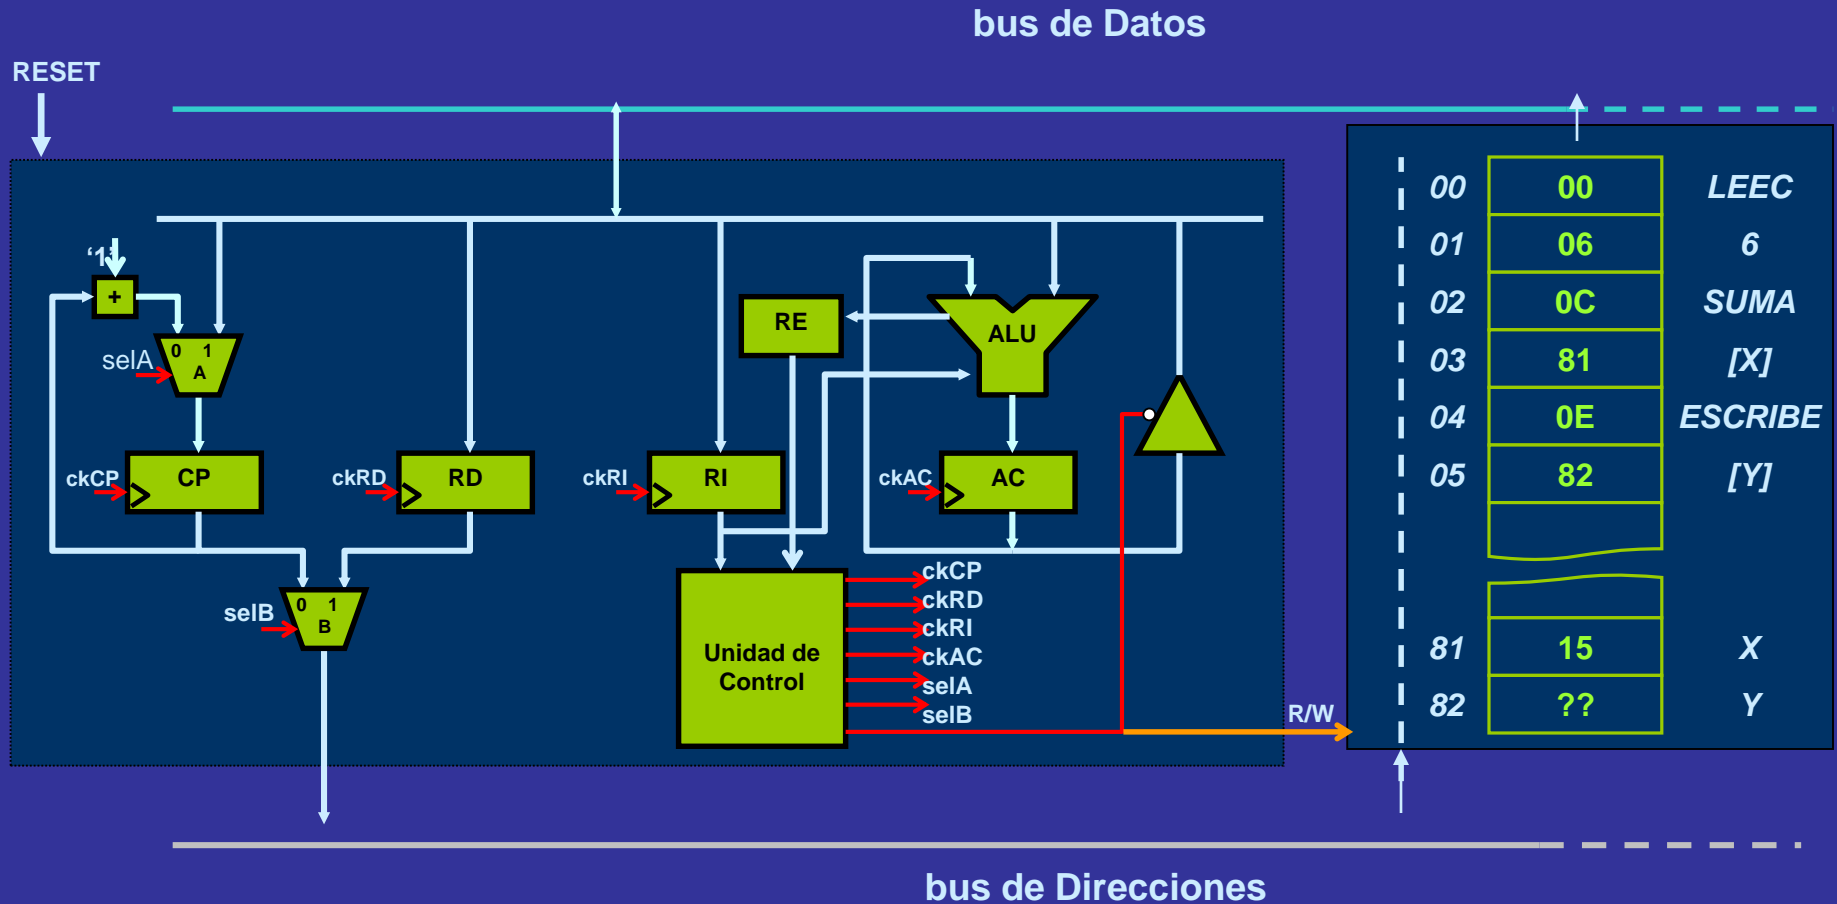 bus de Datos
RESET
00 00 LEEC
01 06 6
02 0C SUMA
03 81 [X]
04 0E ESCRIBE
05 82 [Y]
81 15 X
82 ?? Y
‘1’
+
RE
ALU
0 1
selA
A
ckCP
CP
ckRD
RD
ckRI
RI
ckAC
AC
0 1
selB
B
Unidad de
Control
ckCP
ckRD
ckRI
ckAC
selA
selB
R/W
bus de Direcciones